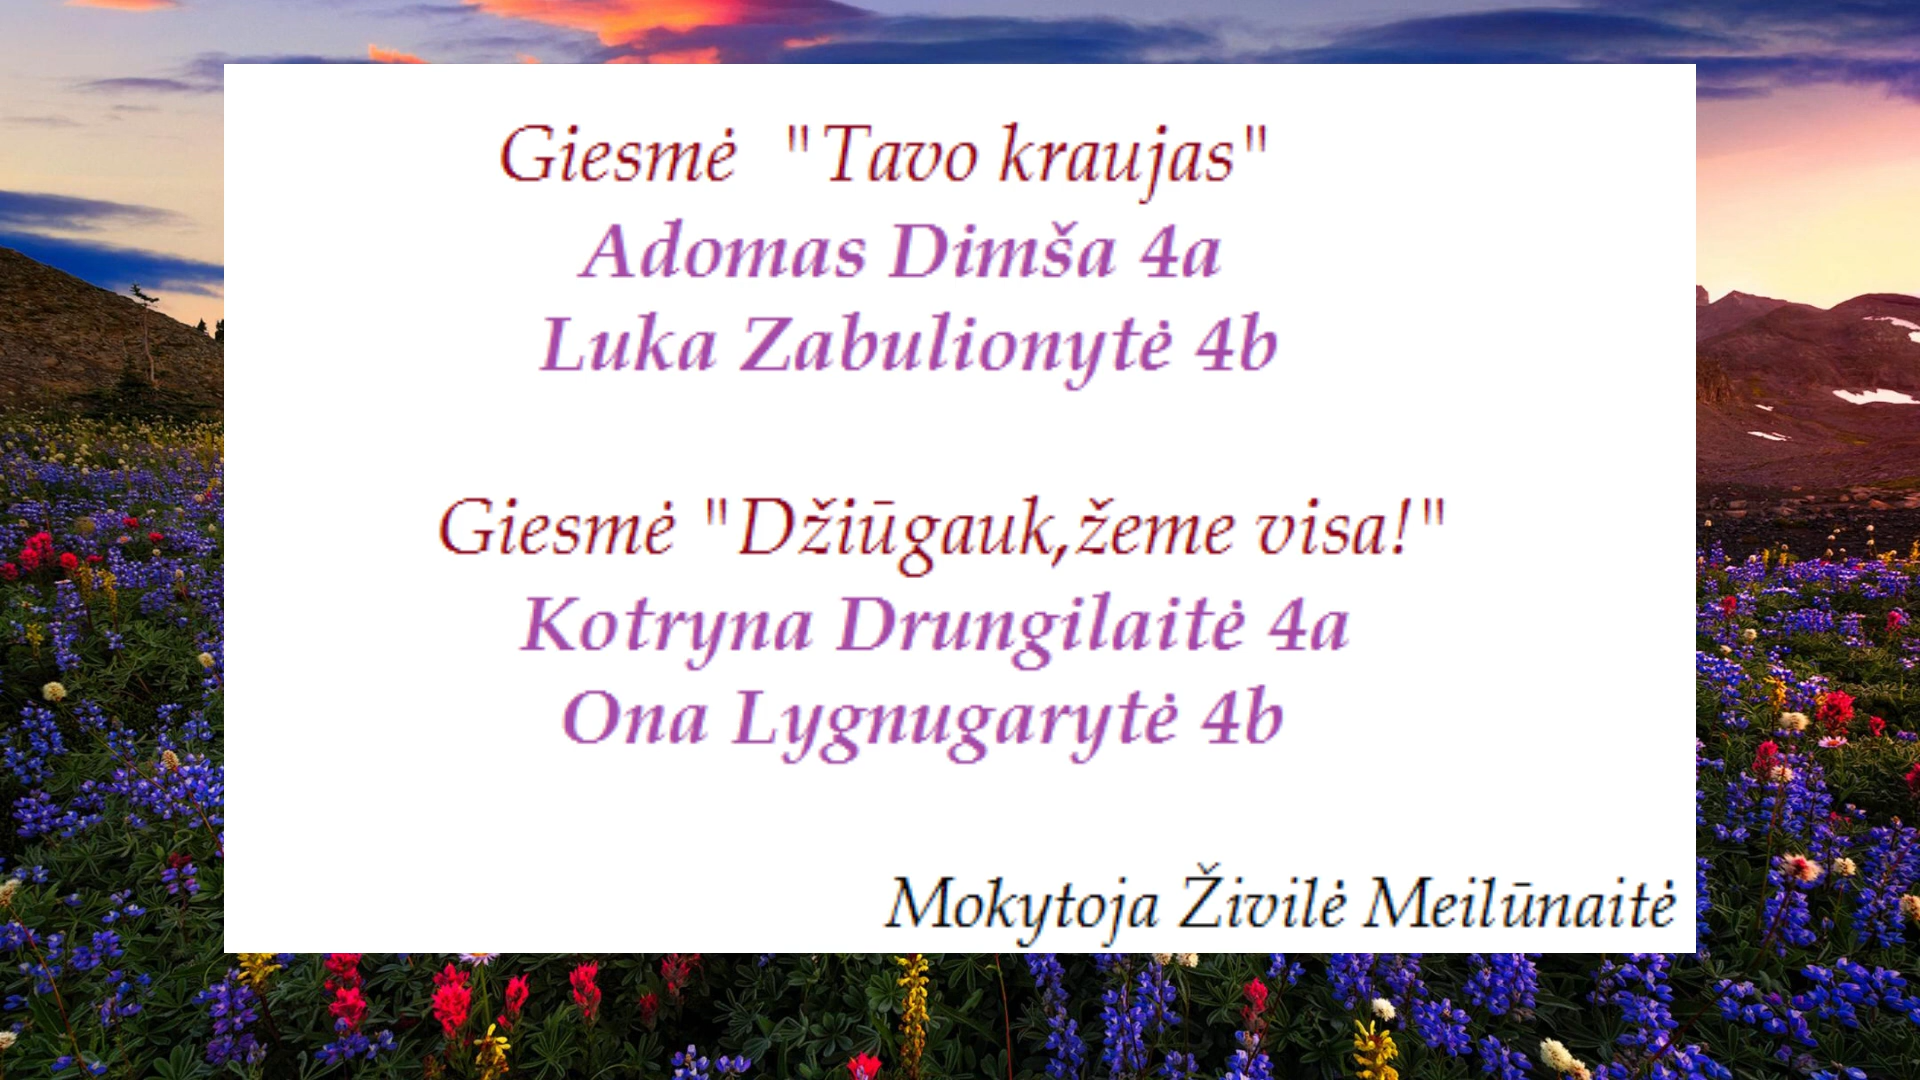 Giesmė "Tavo kraujas"
Adomas Dimša 4a
Luka Zabulionytė 4b
Giesmė "Džiūgauk,žeme visa!"
Kotryna Drungilaitė 4a
Ona Lygnugarytė 4b
Mokytoja Živilė Meilūnaitė